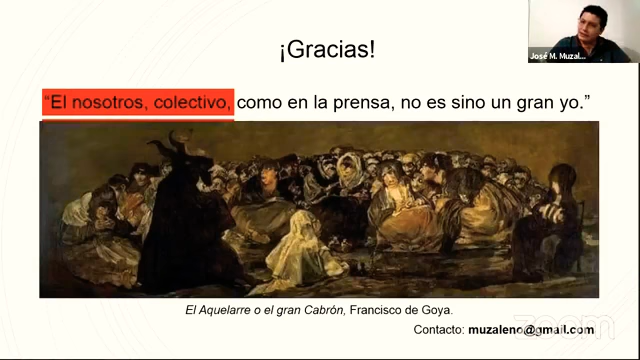 José M. Muzal...
¡Gracias!
“El nosotros, colectivo, como en la prensa, no es sino un gran yo.”
El Aquelarre o el gran Cabrón, Francisco de Goya.
Contacto: muzaleno@gmail.com
zoom